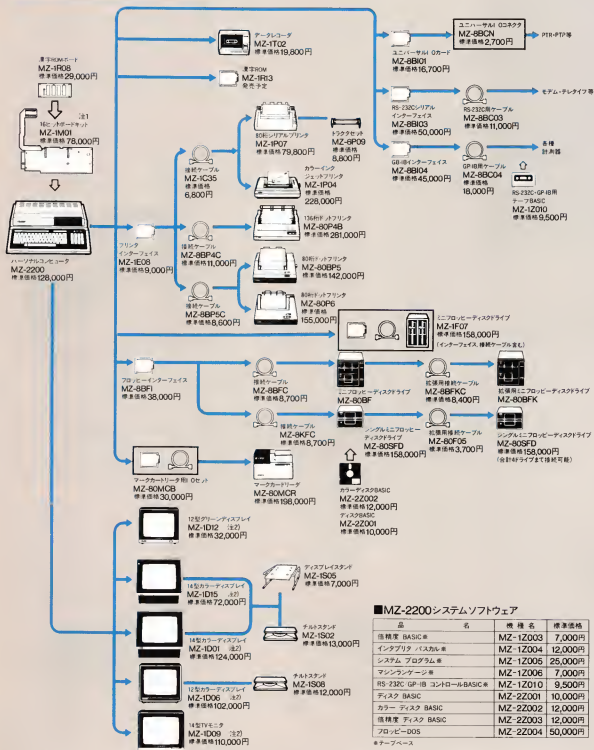 漢字ROMボード
MZ-1R08
標準価格29,000円
注1
16ビットボードキット
MZ-1M01
標準価格78,000円
パーソナルコンピュータ
MZ-2200
標準価格128,000円
データレコーダ
MZ-1T02
標準価格19,800円
漢字ROM
MZ-1R13
発売予定
プリンタ
インターフェイス
MZ-1E08
標準価格9,000円
接続ケーブル
MZ-1C35
標準価格
6,800円
80桁シリアルプリンタ
MZ-1P07
標準価格79,800円
トラクタセット
MZ-8P09
標準価格
8,800円
カラーインク
ジェットプリンタ
MZ-1P04
標準価格
228,000円
接続ケーブル
MZ-8BP4C
標準価格11,000円
136桁ドットプリンタ
MZ-80P4B
標準価格281,000円
接続ケーブル
MZ-8BP5C
標準価格8,600円
80桁ドットプリンタ
MZ-80BP5
標準価格142,000円
80桁ドットプリンタ
MZ-80P6
標準価格
155,000円
ユニバーサルI/Oカード
MZ-8BI01
標準価格
16,700円
ユニバーサルI/Oコネクタ
MZ-8BCN
標準価格2,700円
PTR・PTP等
RS-232Cシリアル
インターフェイス
MZ-8BI03
標準価格50,000円
RS-232C用ケーブル
MZ-8BC03
標準価格11,000円
モデム・テレタイプ等
GB-IBインターフェイス
MZ-8BI04
標準価格45,000円
GP-IB用ケーブル
MZ-8BC04
標準価格
18,000円
各種
計測器
RS-232C・GP-IB用
テープBASIC
MZ-1Z010
標準価格9,500円
ミニフロッピーディスクドライブ
MZ-1F07
標準価格158,000円
(インターフェイス、接続ケーブル含む)
フロッピーインターフェイス
MZ-8BFI
標準価格38,000円
接続ケーブル
MZ-8BFC
標準価格8,700円
ミニフロッピーディスクドライブ
MZ-80BF
拡張用接続ケーブル
MZ-8BFKC
標準価格8,400円
拡張用ミニフロッピーディスクドライブ
MZ-80BFK
接続ケーブル
MZ-8KFC
標準価格8,700円
シングルミニフロッピー
ディスクドライブ
MZ-80SFD
標準価格158,000円
拡張用接続ケーブル
MZ-80F05
標準価格3,700円
シングルミニフロッピーディスクドライブ
MZ-80SFD
標準価格158,000円
(合計4ドライブまで接続可能)
カラーディスクBASIC
MZ-2Z002
標準価格12,000円
ディスクBASIC
MZ-2Z001
標準価格10,000円
マークカードリーダ用I/Oセット
MZ-80MCB
標準価格30,000円
マークカードリーダ
MZ-80MCR
標準価格198,000円
12型グリーンディスプレイ
MZ-1D12 注2)
標準価格32,000円
14型カラーディスプレイ
MZ-1D15 注2)
標準価格72,000円
14型カラーディスプレイ
MZ-1D01 注2)
標準価格124,000円
12型カラーディスプレイ
MZ-1D06 注2)
標準価格102,000円
14型TVモニタ
MZ-1D09 注2)
標準価格110,000円
ディスプレイスタンド
MZ-1S05
標準価格7,000円
チルトスタンド
MZ-1S02
標準価格13,000円
チルトスタンド
MZ-1S08
標準価格12,000円
■MZ-2200システムソフトウェア
品 名 機種名 標準価格
倍精度 BASIC※ MZ-1Z003 7,000円
インタプリタ パスカル※ MZ-1Z004 12,000円
システム プログラム※ MZ-1Z005 25,000円
マシンランゲージ※ MZ-1Z006 7,000円
RS-232C GP-IB コントロールBASIC※ MZ-1Z010 9,500円
ディスク BASIC MZ-2Z001 10,000円
カラー ディスク BASIC MZ-2Z002 12,000円
倍精度 ディスク BASIC MZ-2Z003 12,000円
フロッピーDOS MZ-2Z004 50,000円
※テープベース